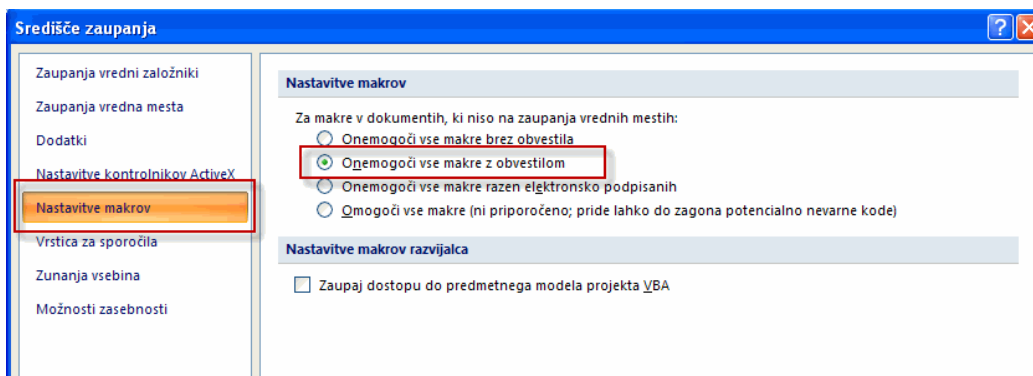 Središče zaupanja
Zaupanja vredni založniki
Zaupanja vredna mesta
Dodatki
Nastavitve kontrolnikov ActiveX
Nastavitve makrov
Vrstica za sporočila
Zunanja vsebina
Možnosti zasebnosti
Nastavitve makrov
Za makre v dokumentih, ki niso na zaupanja vrednih mestih:
Onemogoči vse makre brez obvestila
Onemogoči vse makre z obvestilom
Onemogoči vse makre razen elektronsko podpisanih
Omogoči vse makre (ni priporočeno; pride lahko do zagona potencialno nevarne kode)
Nastavitve makrov razvijalca
Zaupaj dostopu do predmetnega modela projekta VBA